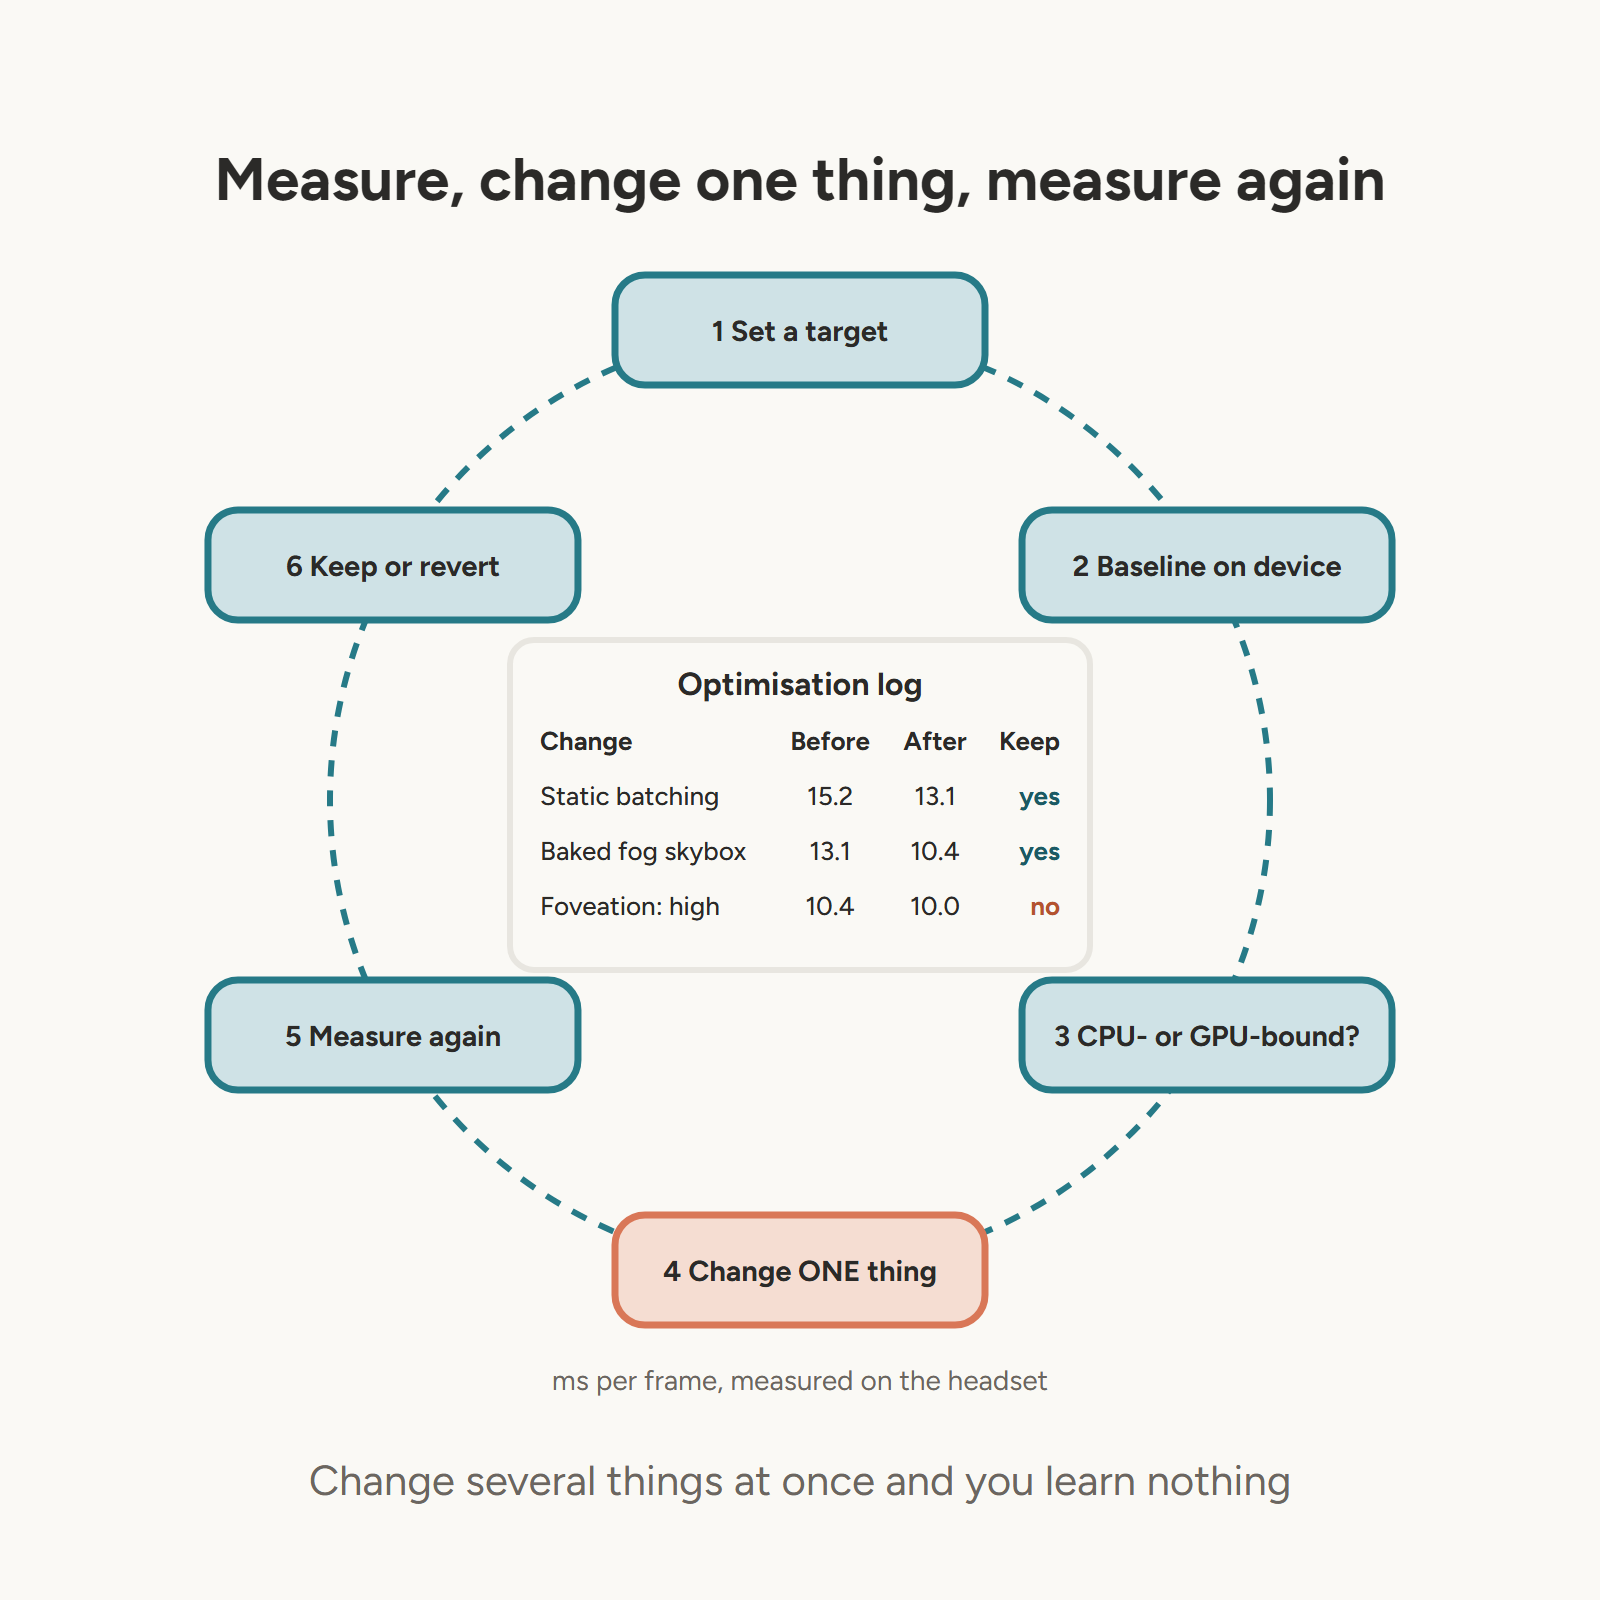 Measure, change one thing, measure again
1 Set a target
2 Baseline on device
3 CPU- or GPU-bound?
4 Change ONE thing
5 Measure again
6 Keep or revert
Optimisation log
Change Before After Keep
Static batching 15.2 13.1 yes
Baked fog skybox 13.1 10.4 yes
Foveation: high 10.4 10.0 no
ms per frame, measured on the headset
Change several things at once and you learn nothing